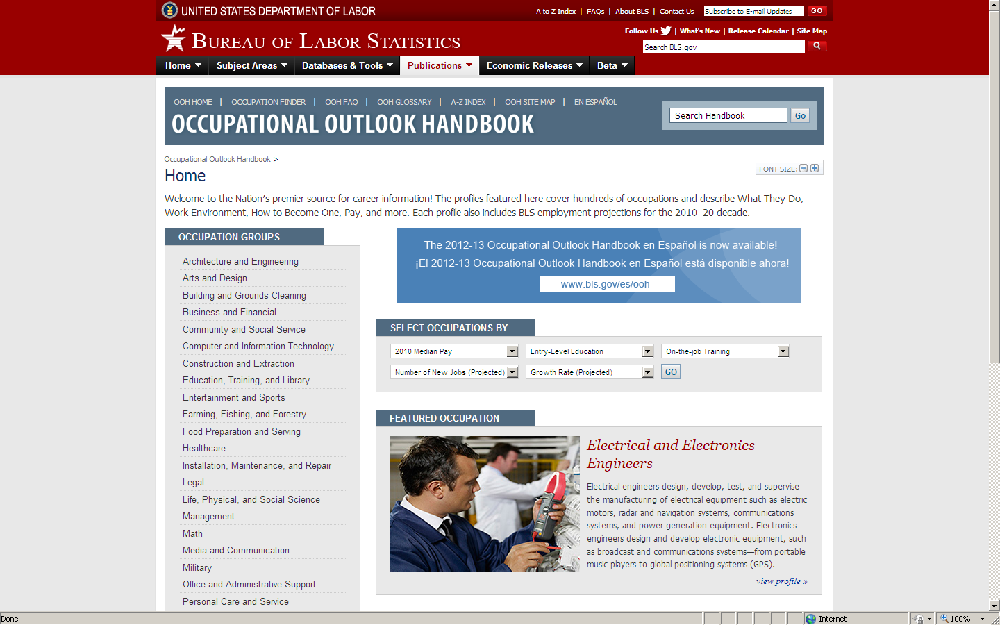 UNITED STATES DEPARTMENT OF LABOR
A to Z Index | FAQs | About BLS | Contact Us Subscribe to E-mail Updates GO
Follow Us | What's New | Release Calendar | Site Map
BUREAU OF LABOR STATISTICS
Search BLS.gov
Home Subject Areas Databases & Tools Publications Economic Releases Beta
OOH HOME | OCCUPATION FINDER | OOH FAQ | OOH GLOSSARY | A-Z INDEX | OOH SITE MAP | EN ESPAÑOL
OCCUPATIONAL OUTLOOK HANDBOOK
Search Handbook Go
Occupational Outlook Handbook >
FONT SIZE:
Home
Welcome to the Nation's premier source for career information! The profiles featured here cover hundreds of occupations and describe What They Do,
Work Environment, How to Become One, Pay, and more. Each profile also includes BLS employment projections for the 2010–20 decade.
OCCUPATION GROUPS
Architecture and Engineering
Arts and Design
Building and Grounds Cleaning
Business and Financial
Community and Social Service
Computer and Information Technology
Construction and Extraction
Education, Training, and Library
Entertainment and Sports
Farming, Fishing, and Forestry
Food Preparation and Serving
Healthcare
Installation, Maintenance, and Repair
Legal
Life, Physical, and Social Science
Management
Math
Media and Communication
Military
Office and Administrative Support
Personal Care and Service
The 2012-13 Occupational Outlook Handbook en Español is now available!
¡El 2012-13 Occupational Outlook Handbook en Español está disponible ahora!
www.bls.gov/es/ooh
SELECT OCCUPATIONS BY
2010 Median Pay Entry-Level Education On-the-job Training
Number of New Jobs (Projected) Growth Rate (Projected) GO
FEATURED OCCUPATION
Electrical and Electronics
Engineers
Electrical engineers design, develop, test, and supervise
the manufacturing of electrical equipment such as electric
motors, radar and navigation systems, communications
systems, and power generation equipment. Electronics
engineers design and develop electronic equipment, such
as broadcast and communications systems—from portable
music players to global positioning systems (GPS).
view profile »
Done Internet 100%